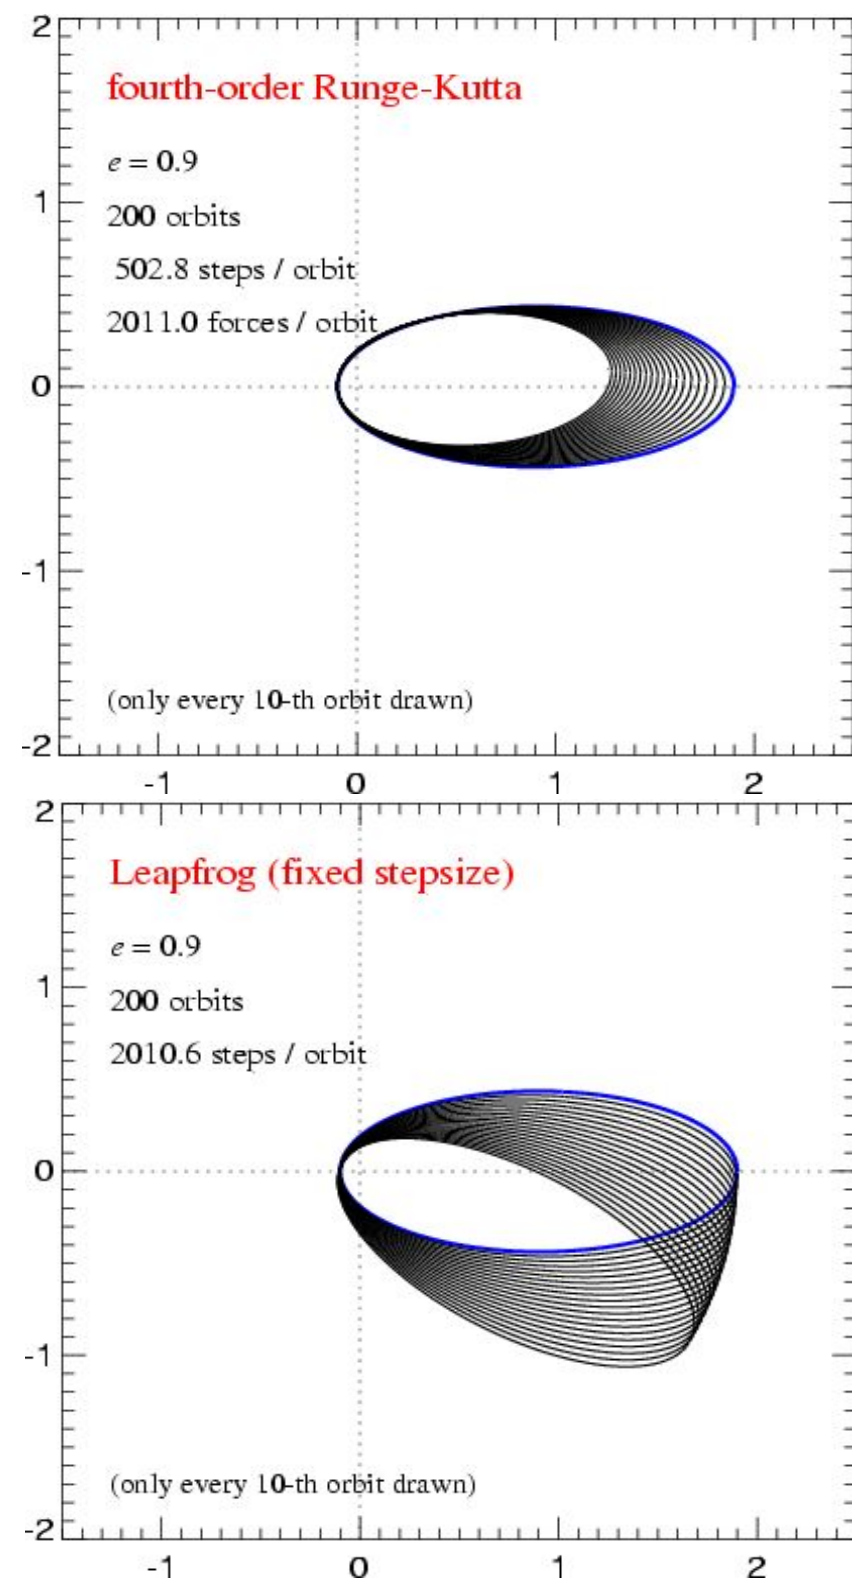 2
fourth-order Runge-Kutta
e = 0.9
200 orbits
1
502.8 steps / orbit
2011.0 forces / orbit
0
-1
(only every 10-th orbit drawn)
-2
-1 0 1 2
2
Leapfrog (fixed stepsize)
e = 0.9
1
200 orbits
2010.6 steps / orbit
0
-1
(only every 10-th orbit drawn)
-2
-1 0 1 2